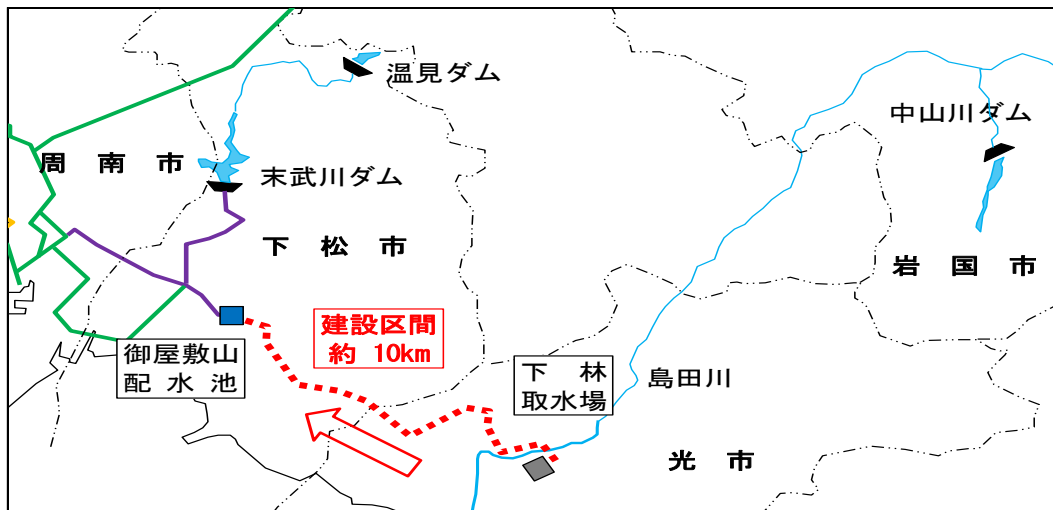 温見ダム
中山川ダム
周南市
末武川ダム
下松市
岩国市
建設区間
約 10km
御屋敷山
配水池
下林
取水場
島田川
光市